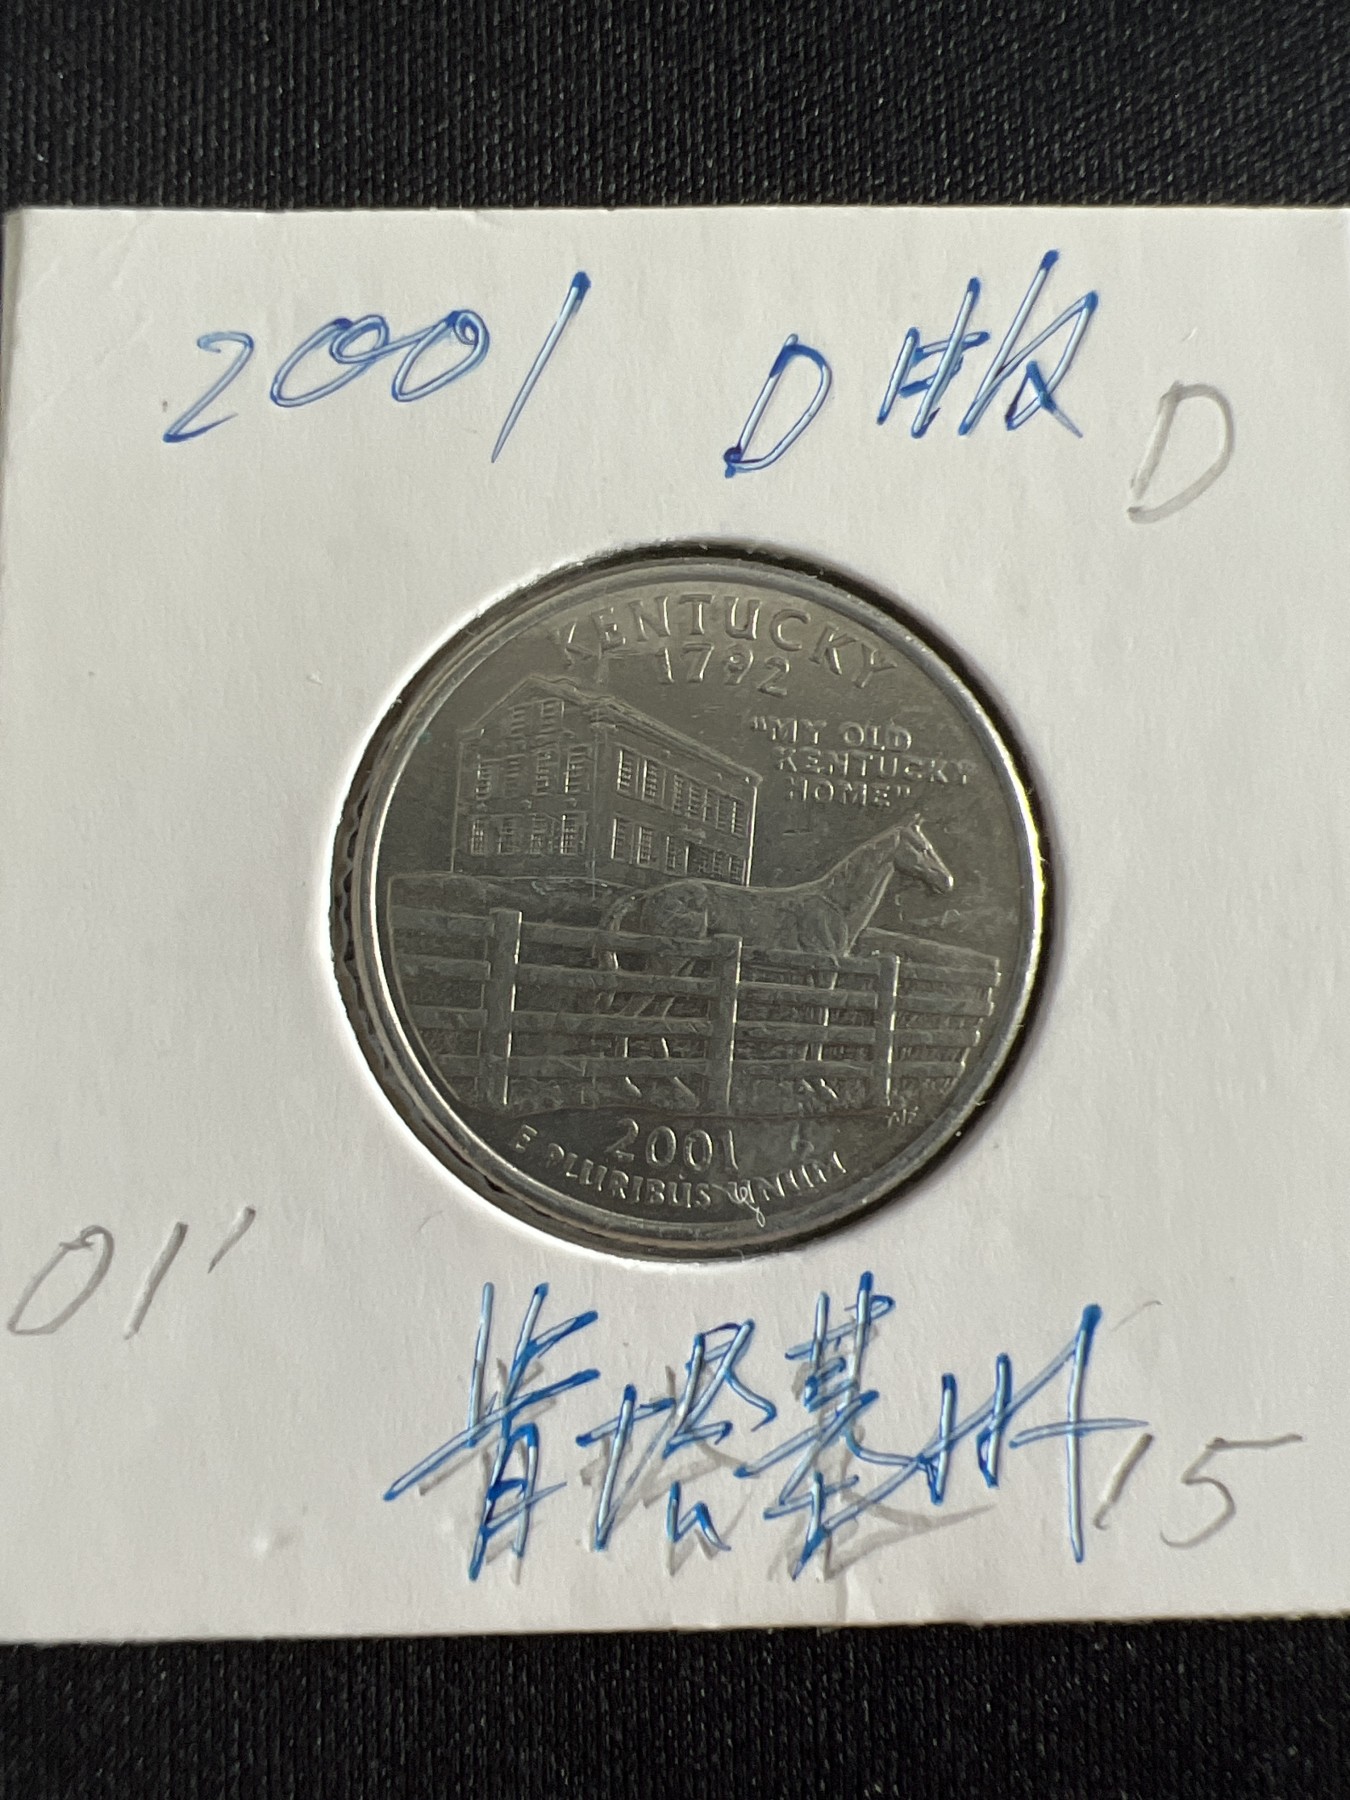 2001 D版 D
KENTUCKY
1792
"MY OLD
KENTUCKY
HOME"
2001
E PLURIBUS UNUM
01'
肯塔基州 15